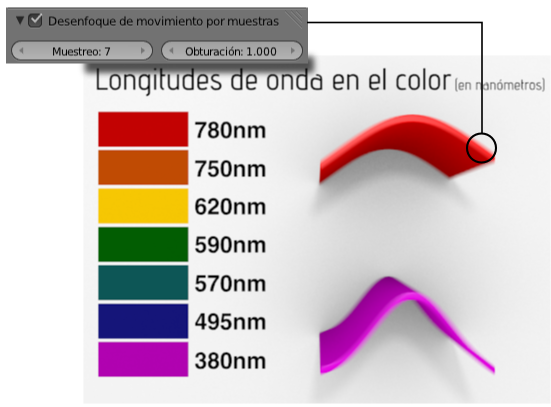 Desenfoque de movimiento por muestras
Muestreo: 7
Obturación: 1.000
Longitudes de onda en el color (en nanómetros)
780nm
750nm
620nm
590nm
570nm
495nm
380nm